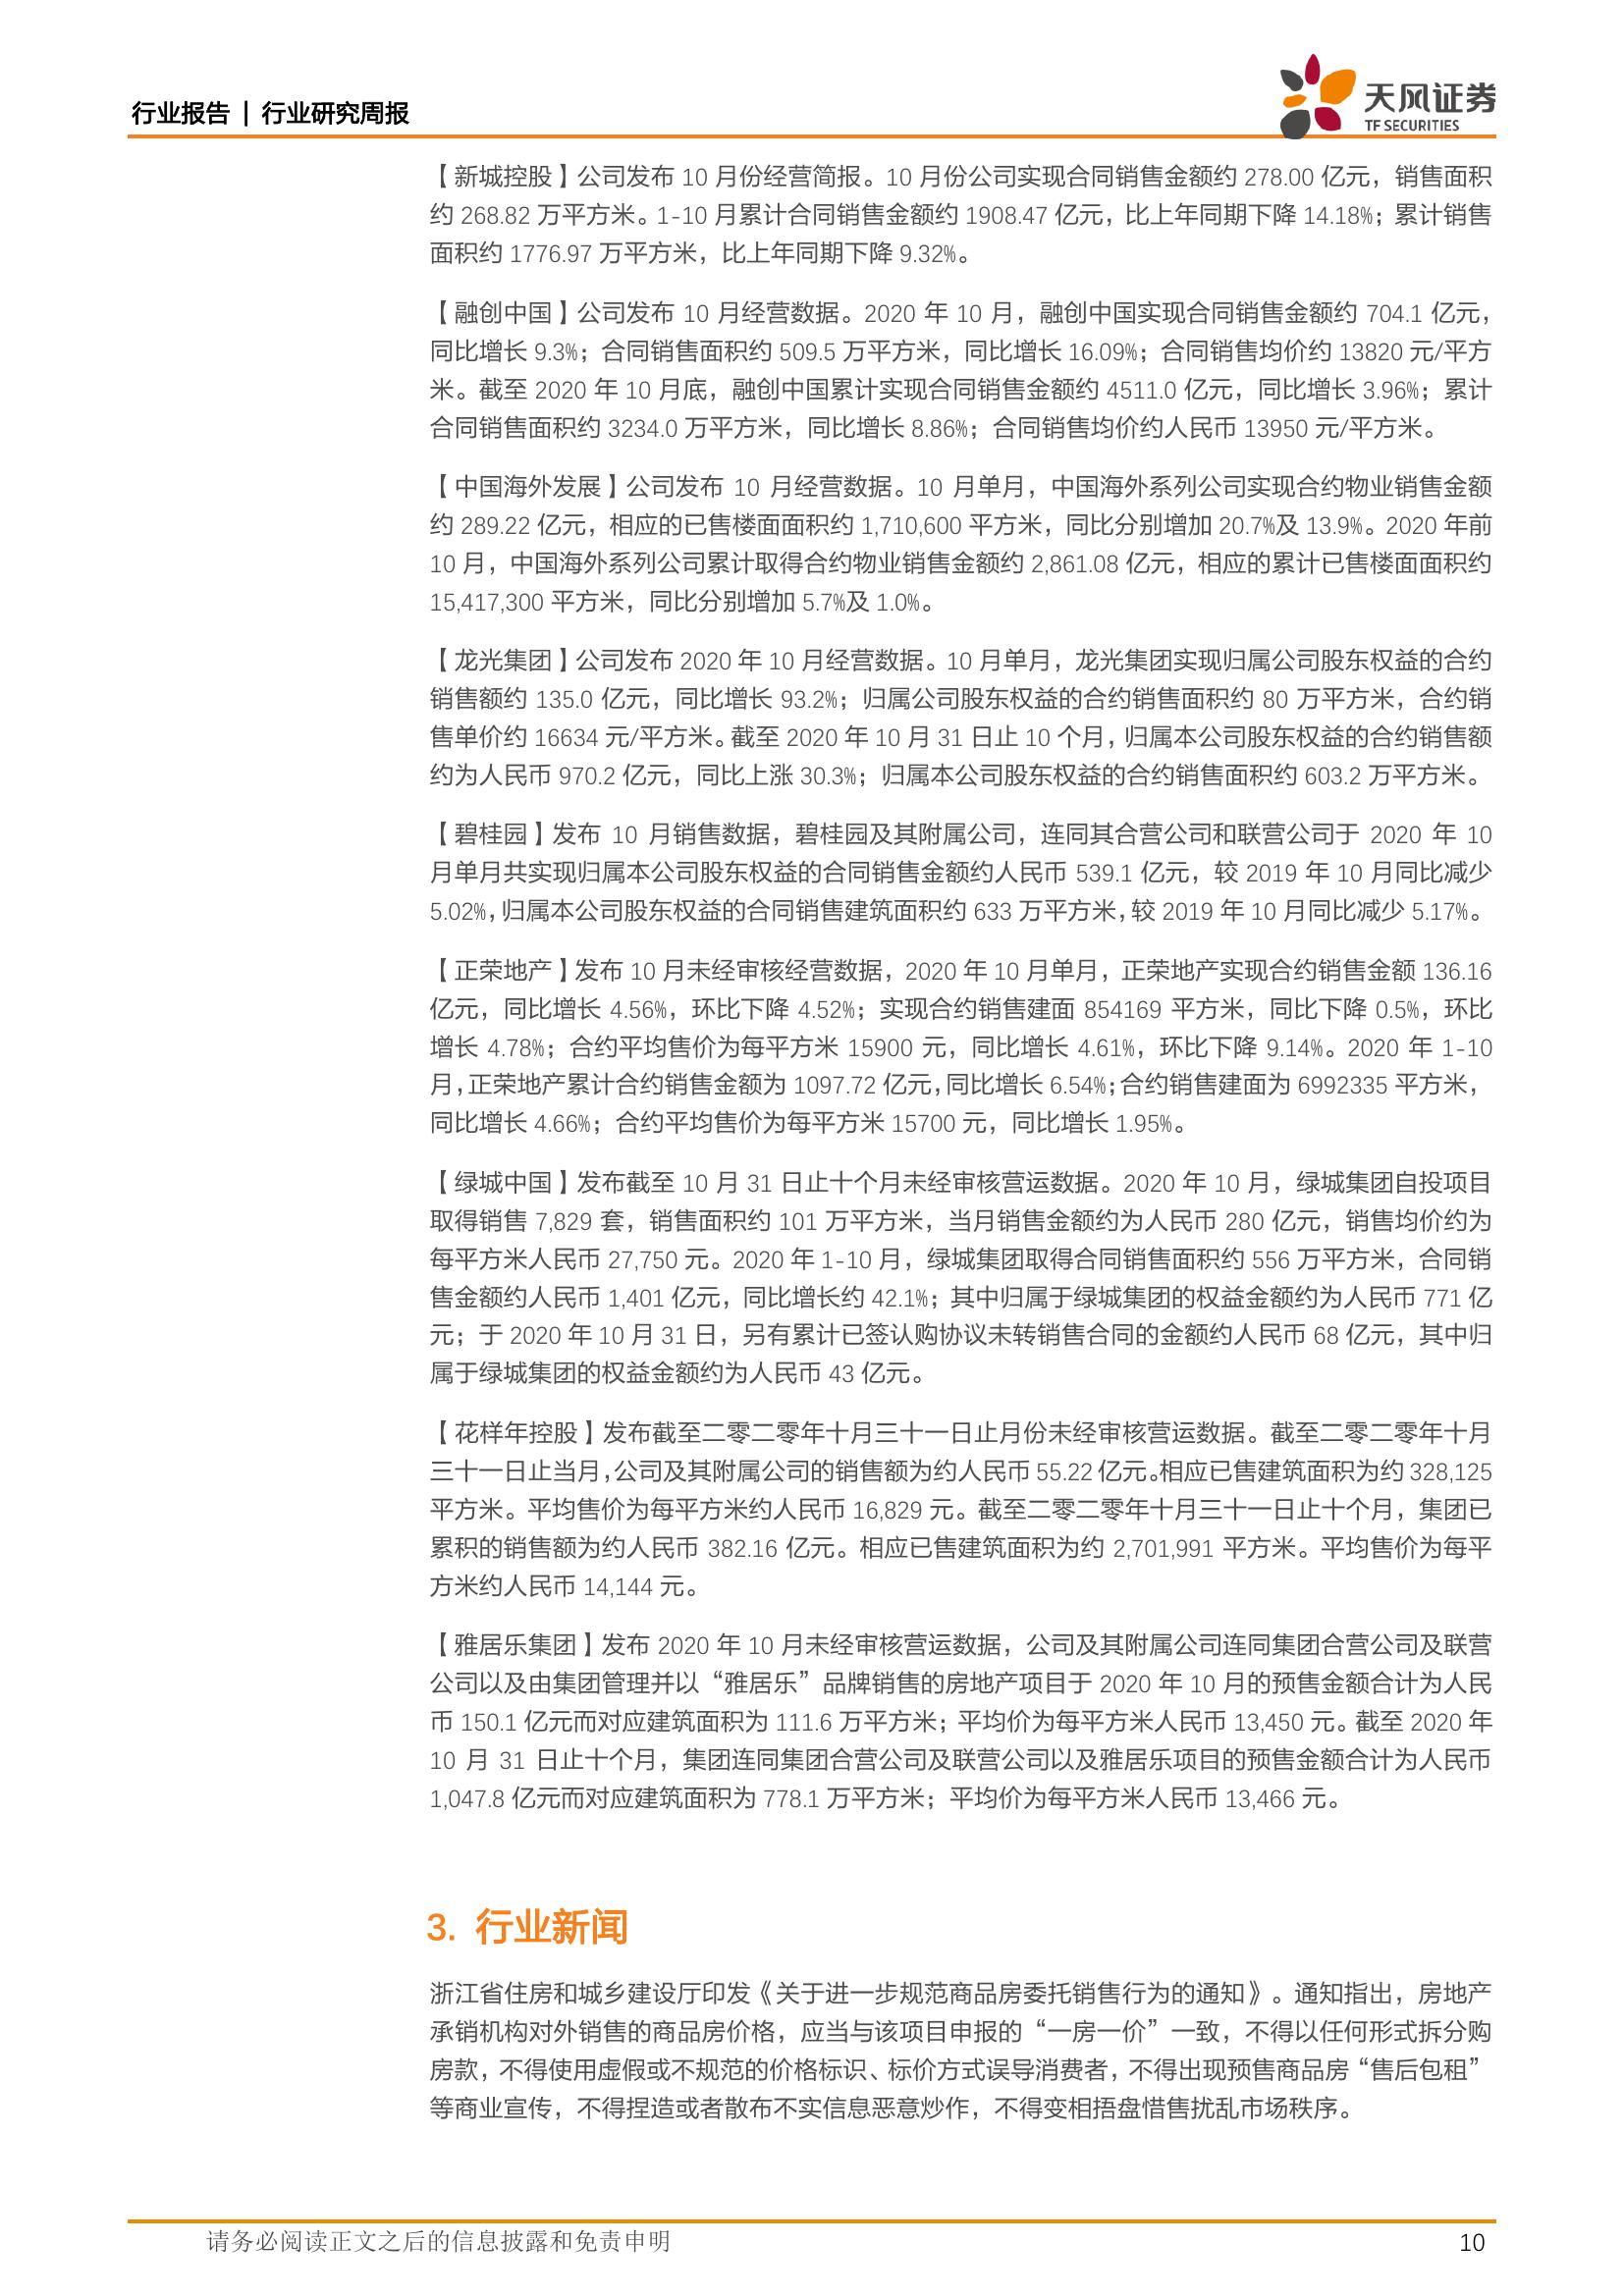 行业报告 | 行业研究周报
天风证券
TF SECURITIES
【新城控股】公司发布 10 月份经营简报。10 月份公司实现合同销售金额约 278.00 亿元，销售面积
约 268.82 万平方米。1-10 月累计合同销售金额约 1908.47 亿元，比上年同期下降 14.18%；累计销售
面积约 1776.97 万平方米，比上年同期下降 9.32%。
【融创中国】公司发布 10 月经营数据。2020 年 10 月，融创中国实现合同销售金额约 704.1 亿元，
同比增长 9.3%；合同销售面积约 509.5 万平方米，同比增长 16.09%；合同销售均价约 13820 元/平方
米。截至 2020 年 10 月底，融创中国累计实现合同销售金额约 4511.0 亿元，同比增长 3.96%；累计
合同销售面积约 3234.0 万平方米，同比增长 8.86%；合同销售均价约人民币 13950 元/平方米。
【中国海外发展】公司发布 10 月经营数据。10 月单月，中国海外系列公司实现合约物业销售金额
约 289.22 亿元，相应的已售楼面面积约 1,710,600 平方米，同比分别增加 20.7%及 13.9%。2020 年前
10 月，中国海外系列公司累计取得合约物业销售金额约 2,861.08 亿元，相应的累计已售楼面面积约
15,417,300 平方米，同比分别增加 5.7%及 1.0%。
【龙光集团】公司发布 2020 年 10 月经营数据。10 月单月，龙光集团实现归属公司股东权益的合约
销售额约 135.0 亿元，同比增长 93.2%；归属公司股东权益的合约销售面积约 80 万平方米，合约销
售单价约 16634 元/平方米。截至 2020 年 10 月 31 日止 10 个月，归属本公司股东权益的合约销售额
约为人民币 970.2 亿元，同比上涨 30.3%；归属本公司股东权益的合约销售面积约 603.2 万平方米。
【碧桂园】发布 10 月销售数据，碧桂园及其附属公司，连同其合营公司和联营公司于 2020 年 10
月单月共实现归属本公司股东权益的合同销售金额约人民币 539.1 亿元，较 2019 年 10 月同比减少
5.02%，归属本公司股东权益的合同销售建筑面积约 633 万平方米，较 2019 年 10 月同比减少 5.17%。
【正荣地产】发布 10 月未经审核经营数据，2020 年 10 月单月，正荣地产实现合约销售金额 136.16
亿元，同比增长 4.56%，环比下降 4.52%；实现合约销售建面 854169 平方米，同比下降 0.5%，环比
增长 4.78%；合约平均售价为每平方米 15900 元，同比增长 4.61%，环比下降 9.14%。2020 年 1-10
月，正荣地产累计合约销售金额为 1097.72 亿元，同比增长 6.54%；合约销售建面为 6992335 平方米，
同比增长 4.66%；合约平均售价为每平方米 15700 元，同比增长 1.95%。
【绿城中国】发布截至 10 月 31 日止十个月未经审核营运数据。2020 年 10 月，绿城集团自投项目
取得销售 7,829 套，销售面积约 101 万平方米，当月销售金额约为人民币 280 亿元，销售均价约为
每平方米人民币 27,750 元。2020 年 1-10 月，绿城集团取得合同销售面积约 556 万平方米，合同销
售金额约人民币 1,401 亿元，同比增长约 42.1%；其中归属于绿城集团的权益金额约为人民币 771 亿
元；于 2020 年 10 月 31 日，另有累计已签认购协议未转销售合同的金额约人民币 68 亿元，其中归
属于绿城集团的权益金额约为人民币 43 亿元。
【花样年控股】发布截至二零二零年十月三十一日止月份未经审核营运数据。截至二零二零年十月
三十一日止当月，公司及其附属公司的销售额为约人民币 55.22 亿元。相应已售建筑面积为约 328,125
平方米。平均售价为每平方米约人民币 16,829 元。截至二零二零年十月三十一日止十个月，集团已
累积的销售额为约人民币 382.16 亿元。相应已售建筑面积为约 2,701,991 平方米。平均售价为每平
方米约人民币 14,144 元。
【雅居乐集团】发布 2020 年 10 月未经审核营运数据，公司及其附属公司连同集团合营公司及联营
公司以及由集团管理并以“雅居乐”品牌销售的房地产项目于 2020 年 10 月的预售金额合计为人民
币 150.1 亿元而对应建筑面积为 111.6 万平方米；平均价为每平方米人民币 13,450 元。截至 2020 年
10 月 31 日止十个月，集团连同集团合营公司及联营公司以及雅居乐项目的预售金额合计为人民币
1,047.8 亿元而对应建筑面积为 778.1 万平方米；平均价为每平方米人民币 13,466 元。
3. 行业新闻
浙江省住房和城乡建设厅印发《关于进一步规范商品房委托销售行为的通知》。通知指出，房地产
承销机构对外销售的商品房价格，应当与该项目申报的“一房一价”一致，不得以任何形式拆分购
房款，不得使用虚假或不规范的价格标识、标价方式误导消费者，不得出现预售商品房“售后包租”
等商业宣传，不得捏造或者散布不实信息恶意炒作，不得变相捂盘惜售扰乱市场秩序。
请务必阅读正文之后的信息披露和免责申明
10